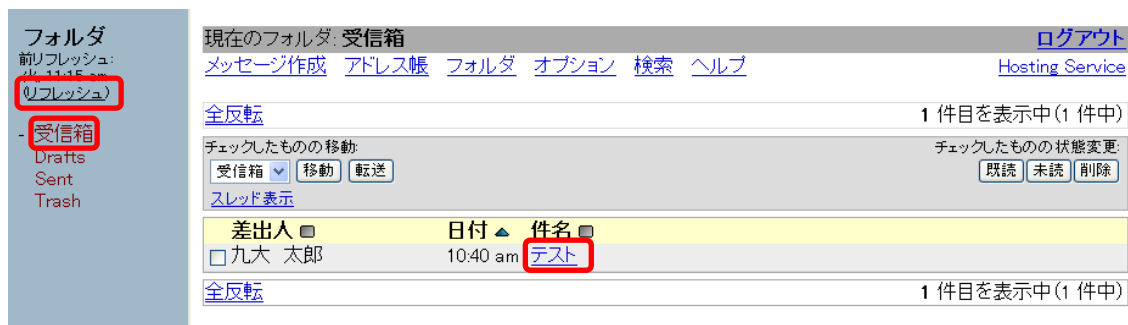 フォルダ
前リフレッシュ:
火, 11:15 am
(リフレッシュ)
- 受信箱
Drafts
Sent
Trash
現在のフォルダ: 受信箱 ログアウト
メッセージ作成 アドレス帳 フォルダ オプション 検索 ヘルプ Hosting Service
全反転 1 件目を表示中(1 件中)
チェックしたものの移動: チェックしたものの状態変更:
受信箱 移動 転送 既読 未読 削除
スレッド表示
差出人 日付 件名
九大 太郎 10:40 am テスト
全反転 1 件目を表示中(1 件中)